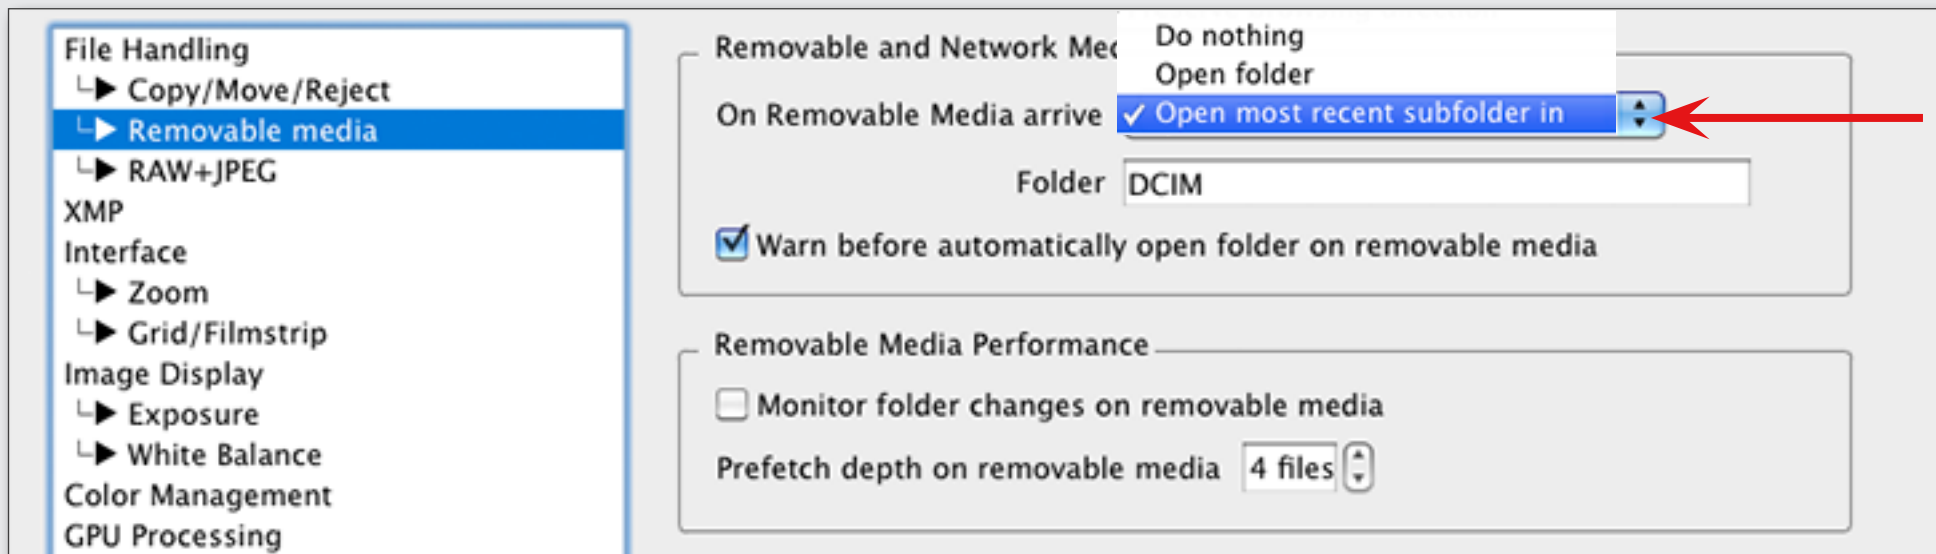 File Handling
Copy/Move/Reject
Removable media
RAW+JPEG
XMP
Interface
Zoom
Grid/Filmstrip
Image Display
Exposure
White Balance
Color Management
GPU Processing
Removable and Network
Do nothing
Open folder
On Removable Media arrive
✓ Open most recent subfolder in
Folder DCIM
Warn before automatically open folder on removable media
Removable Media Performance
Monitor folder changes on removable media
Prefetch depth on removable media 4 files